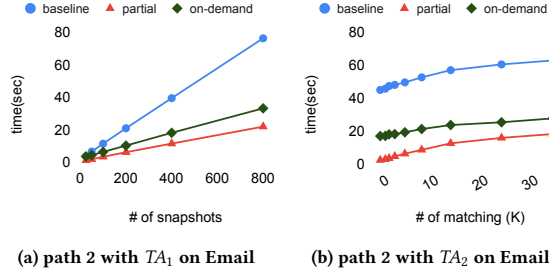 baseline partial on-demand
80
60
40
20
0
time(sec)
0 200 400 600 800
# of snapshots
(a) path 2 with TA1 on Email
baseline partial on-demand
80
60
40
20
0
time(sec)
0 10 20 30
# of matching (K)
(b) path 2 with TA2 on Email